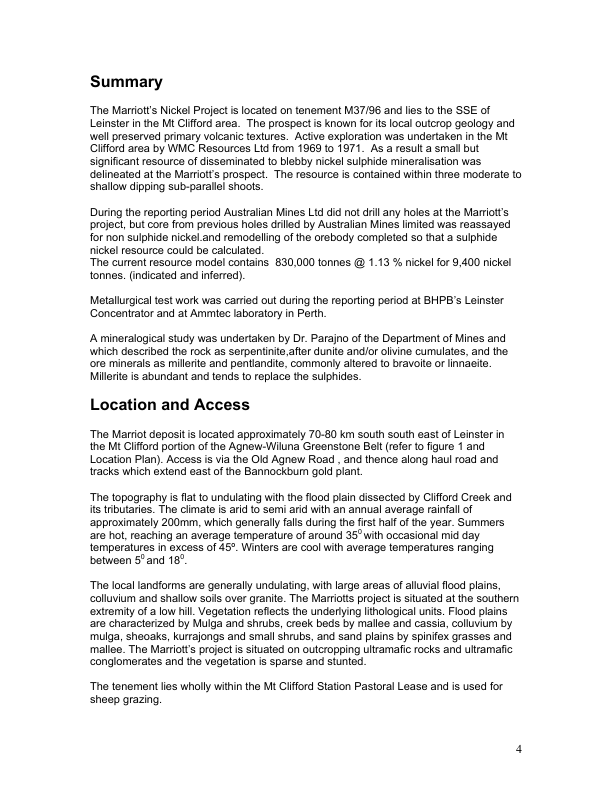 Summary
The Marriott's Nickel Project is located on tenement M37/96 and lies to the SSE of
Leinster in the Mt Clifford area.  The prospect is known for its local outcrop geology and
well preserved primary volcanic textures.  Active exploration was undertaken in the Mt
Clifford area by WMC Resources Ltd from 1969 to 1971.  As a result a small but
significant resource of disseminated to blebby nickel sulphide mineralisation was
delineated at the Marriott's prospect.  The resource is contained within three moderate to
shallow dipping sub-parallel shoots.
During the reporting period Australian Mines Ltd did not drill any holes at the Marriott's
project, but core from previous holes drilled by Australian Mines limited was reassayed
for non sulphide nickel.and remodelling of the orebody completed so that a sulphide
nickel resource could be calculated.
The current resource model contains  830,000 tonnes @ 1.13 % nickel for 9,400 nickel
tonnes. (indicated and inferred).
Metallurgical test work was carried out during the reporting period at BHPB's Leinster
Concentrator and at Ammtec laboratory in Perth.
A mineralogical study was undertaken by Dr. Parajno of the Department of Mines and
which described the rock as serpentinite,after dunite and/or olivine cumulates, and the
ore minerals as millerite and pentlandite, commonly altered to bravoite or linnaeite.
Millerite is abundant and tends to replace the sulphides.
Location and Access
The Marriot deposit is located approximately 70-80 km south south east of Leinster in
the Mt Clifford portion of the Agnew-Wiluna Greenstone Belt (refer to figure 1 and
Location Plan). Access is via the Old Agnew Road , and thence along haul road and
tracks which extend east of the Bannockburn gold plant.
The topography is flat to undulating with the flood plain dissected by Clifford Creek and
its tributaries. The climate is arid to semi arid with an annual average rainfall of
approximately 200mm, which generally falls during the first half of the year. Summers
are hot, reaching an average temperature of around 35⁰ with occasional mid day
temperatures in excess of 45º. Winters are cool with average temperatures ranging
between 5⁰ and 18⁰.
The local landforms are generally undulating, with large areas of alluvial flood plains,
colluvium and shallow soils over granite. The Marriotts project is situated at the southern
extremity of a low hill. Vegetation reflects the underlying lithological units. Flood plains
are characterized by Mulga and shrubs, creek beds by mallee and cassia, colluvium by
mulga, sheoaks, kurrajongs and small shrubs, and sand plains by spinifex grasses and
mallee. The Marriott's project is situated on outcropping ultramafic rocks and ultramafic
conglomerates and the vegetation is sparse and stunted.
The tenement lies wholly within the Mt Clifford Station Pastoral Lease and is used for
sheep grazing.
4